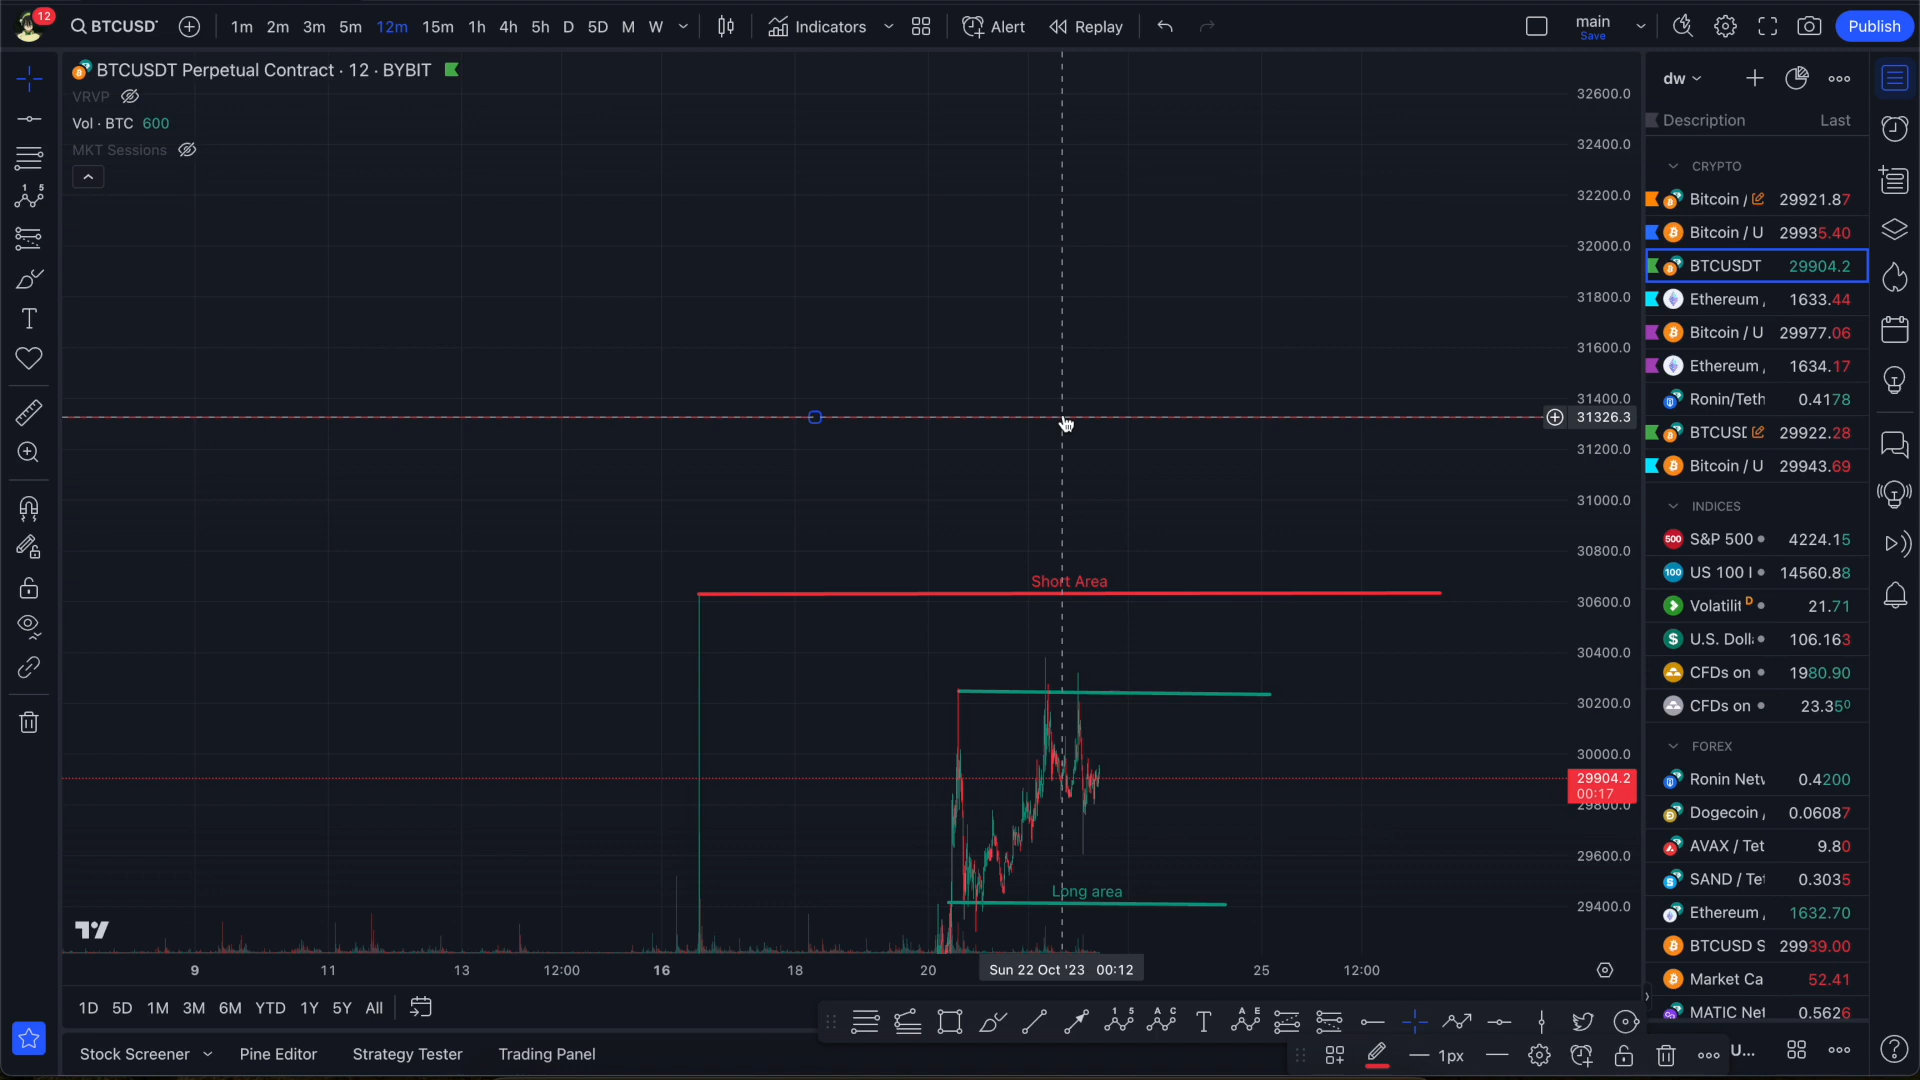 12
BTCUSDT
1m 2m 3m 5m 12m 15m 1h 4h 5h D 5D M W
Indicators
Alert
Replay
main
Save
Publish
BTCUSDT Perpetual Contract · 12 · BYBIT
VRVP
Vol · BTC 600
MKT Sessions
32600.0
32400.0
32200.0
32000.0
31800.0
31600.0
31400.0
31326.3
31200.0
31000.0
30800.0
30600.0
30400.0
30200.0
30000.0
29904.2
00:17
29800.0
29600.0
29400.0
Short Area
Long area
9 11 13 12:00 16 18 20 Sun 22 Oct '23 00:12 25 12:00
1D 5D 1M 3M 6M YTD 1Y 5Y All
Stock Screener Pine Editor Strategy Tester Trading Panel
1px
U...
dw
Description Last
CRYPTO
Bitcoin / 29921.87
Bitcoin / U 29935.40
BTCUSDT 29904.2
Ethereum 1633.44
Bitcoin / U 29977.06
Ethereum 1634.17
Ronin/Teth 0.4178
BTCUSD 29922.28
Bitcoin / U 29943.69
INDICES
500 S&P 500 4224.15
100 US 100 14560.88
Volatilit D 21.71
U.S. Doll 106.163
CFDs on 1980.90
CFDs on 23.350
FOREX
Ronin Netw 0.4200
Dogecoin 0.06087
AVAX / Tet 9.80
SAND / Te 0.3035
Ethereum 1632.70
BTCUSD S 29939.00
Market Ca 52.41
MATIC Net 0.5626